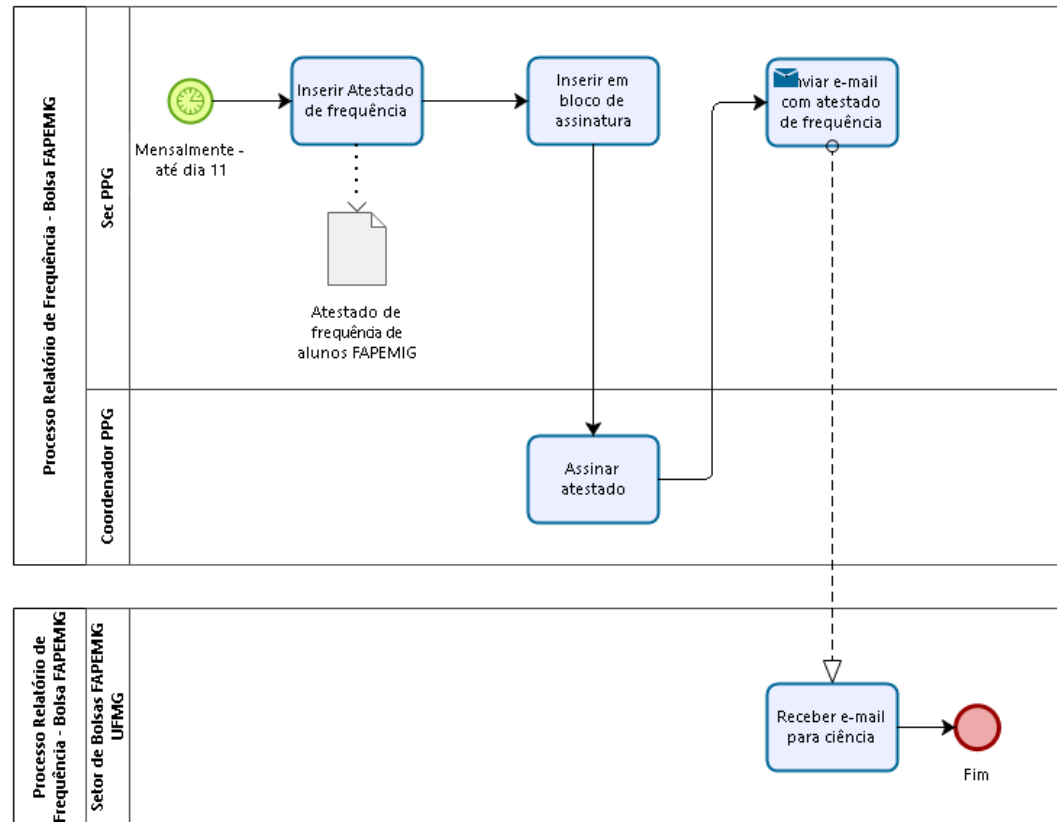 Processo Relatório de Frequência - Bolsa FAPEMIG
Sec PPG
Mensalmente -
até dia 11
Inserir Atestado
de frequência
Atestado de
frequência de
alunos FAPEMIG
Inserir em
bloco de
assinatura
Enviar e-mail
com atestado
de frequência
Coordenador PPG
Assinar
atestado
Processo Relatório de
Frequência - Bolsa FAPEMIG
Setor de Bolsas FAPEMIG
UFMG
Receber e-mail
para ciência
Fim